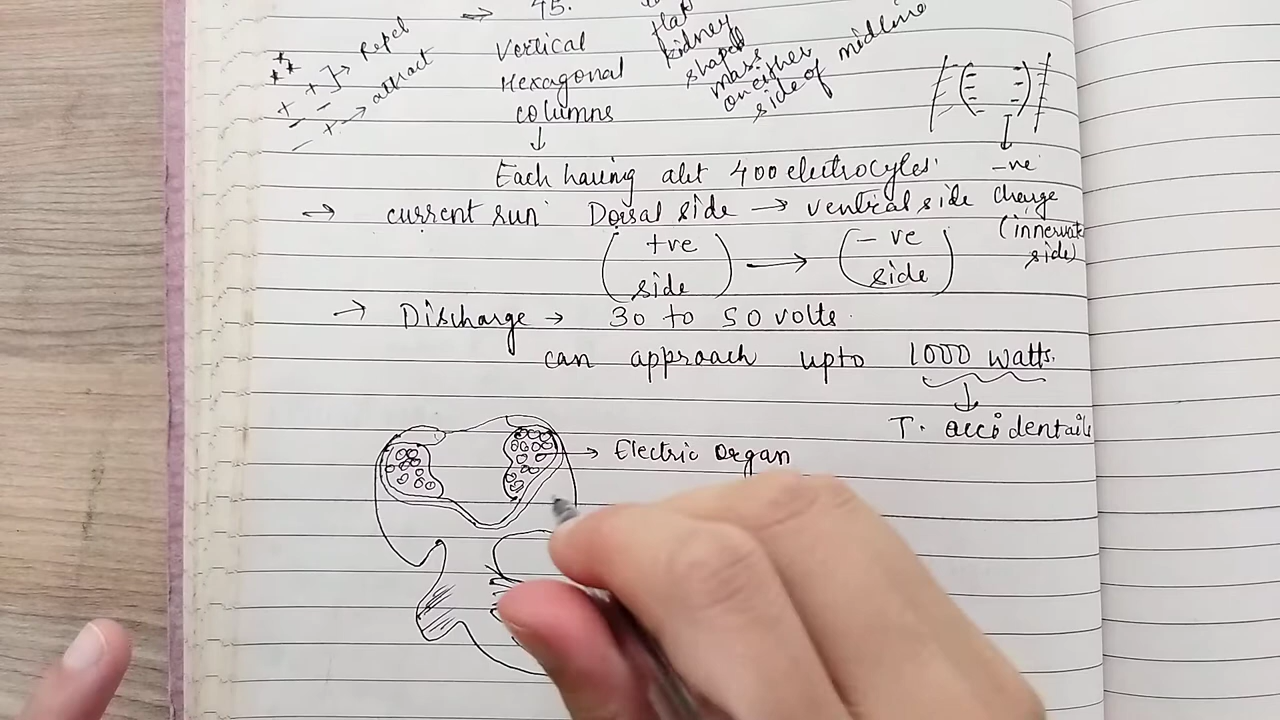 → 45.
Vertical
Hexagonal
columns
↓
flat
kidney
shaped
mass
on either
side of midline
+ +] → Repel
+ -
- + → attract
Each having abt 400 electrocytes.
-ve
charge
(innervate
side)
→ current run Dorsal side → ventral side
(+ve side) → (-ve side)
→ Discharge → 30 to 50 volts.
can approach upto 1000 watts.
↓
T. accidentails
→ Electric Organ